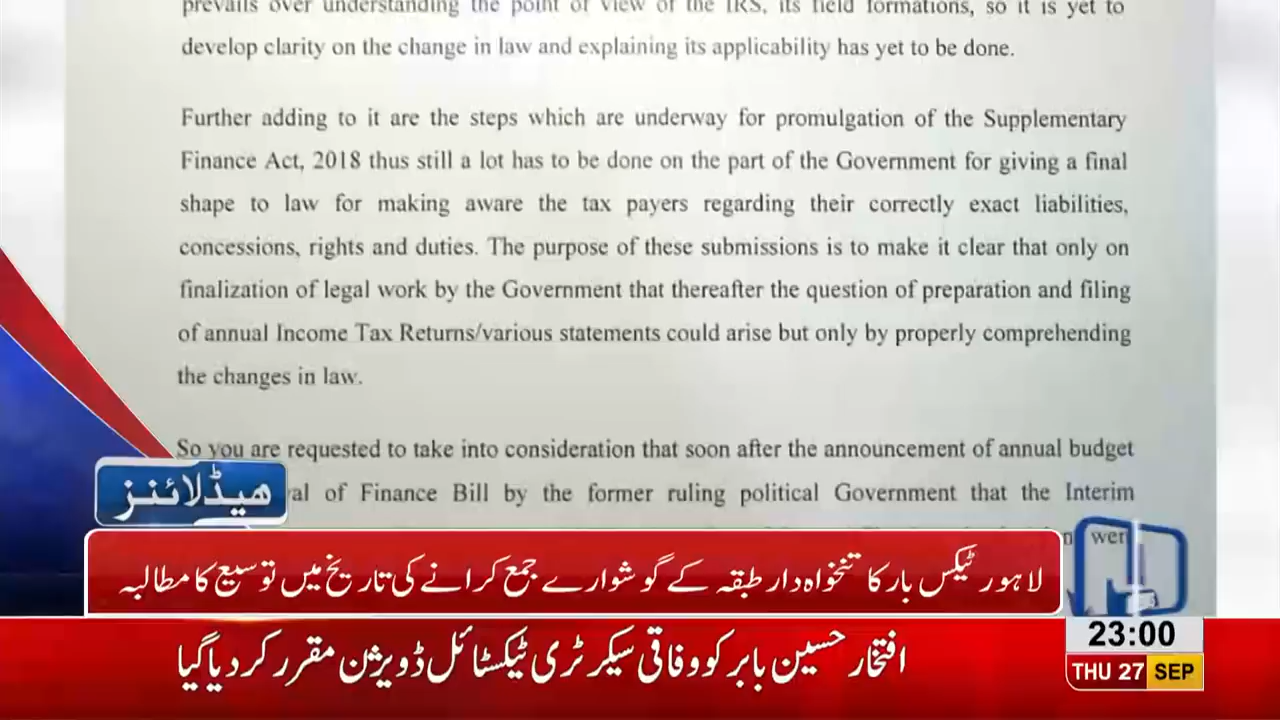 prevails over understanding the point of view of the IRS, its field formations, so it is yet to
develop clarity on the change in law and explaining its applicability has yet to be done.
Further adding to it are the steps which are underway for promulgation of the Supplementary
Finance Act, 2018 thus still a lot has to be done on the part of the Government for giving a final
shape to law for making aware the tax payers regarding their correctly exact liabilities,
concessions, rights and duties. The purpose of these submissions is to make it clear that only on
finalization of legal work by the Government that thereafter the question of preparation and filing
of annual Income Tax Returns/various statements could arise but only by properly comprehending
the changes in law.
So you are requested to take into consideration that soon after the announcement of annual budget
of Finance Bill by the former ruling political Government that the Interim
ہیڈلائنز
لاہور ٹیکس بار کا تنخواہ دار طبقہ کے گوشوارے جمع کرانے کی تاریخ میں توسیع کا مطالبہ
افتخار حسین بابر کو وفاقی سیکرٹری ٹیکسٹائل ڈویژن مقرر کر دیا گیا
23:00
THU 27 SEP